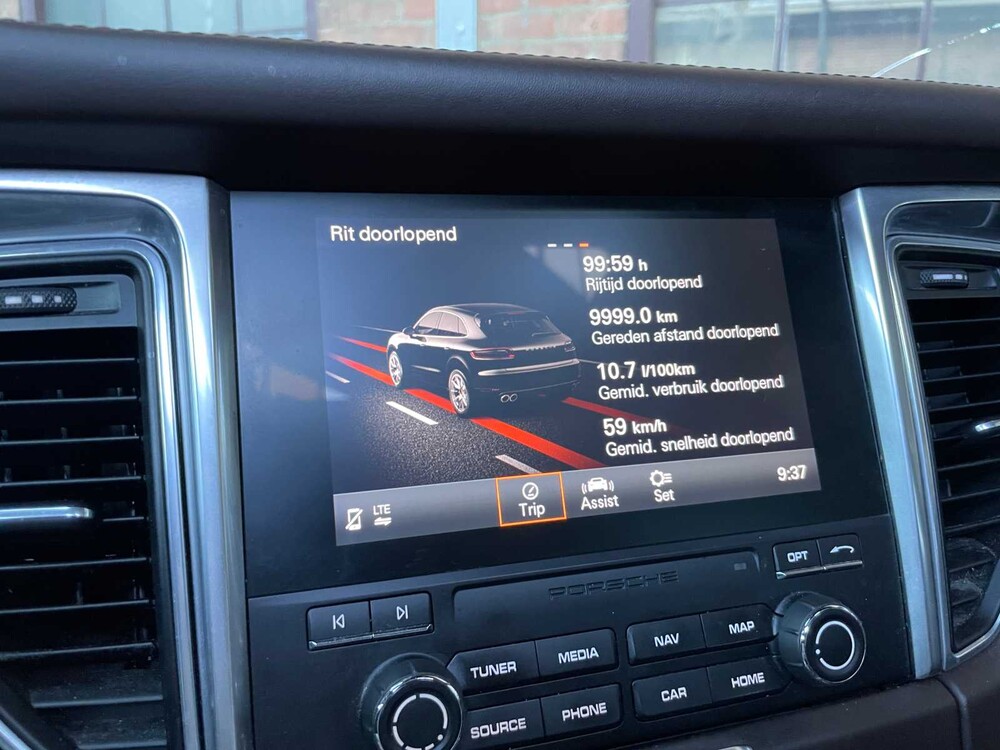 Rit doorlopend
99:59 h
Rijtijd doorlopend
9999.0 km
Gereden afstand doorlopend
10.7 l/100km
Gemid. verbruik doorlopend
59 km/h
Gemid. snelheid doorlopend
LTE
Trip
Assist
Set
9:37
PORSCHE
OPT
TUNER
MEDIA
NAV
MAP
SOURCE
PHONE
CAR
HOME